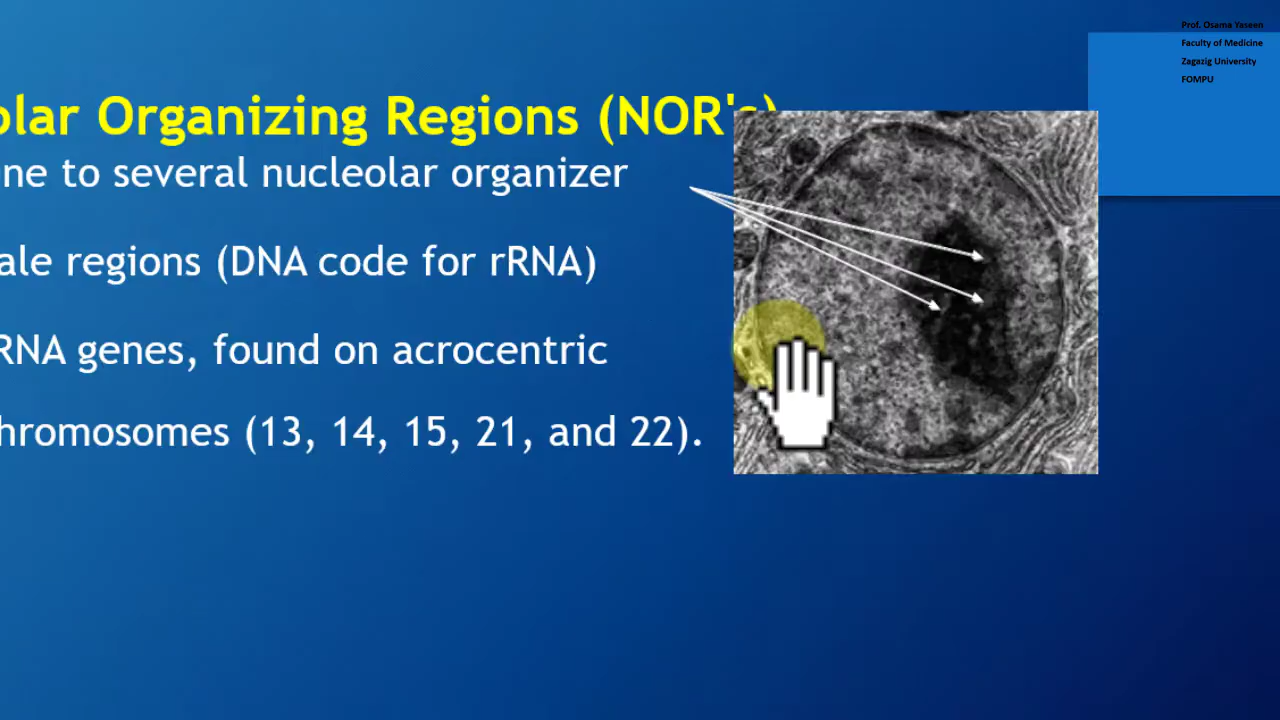 Prof. Osama Yaseen
Faculty of Medicine
Zagazig University
FOMPU
olar Organizing Regions (NOR's)
ne to several nucleolar organizer
ale regions (DNA code for rRNA)
RNA genes, found on acrocentric
hromosomes (13, 14, 15, 21, and 22).